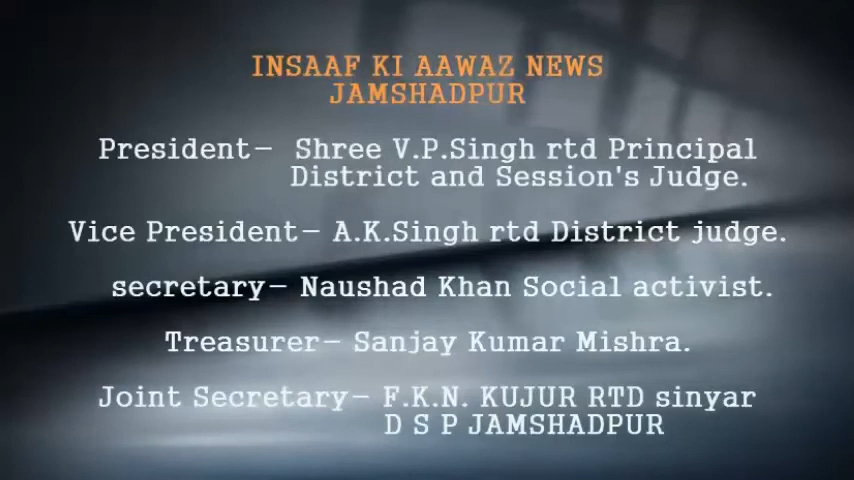 INSAAF KI AAWAZ NEWS
JAMSHADPUR
President- Shree V.P.Singh rtd Principal
District and Session's Judge.
Vice President- A.K.Singh rtd District judge.
secretary- Naushad Khan Social activist.
Treasurer- Sanjay Kumar Mishra.
Joint Secretary- F.K.N. KUJUR RTD sinyar
D S P JAMSHADPUR